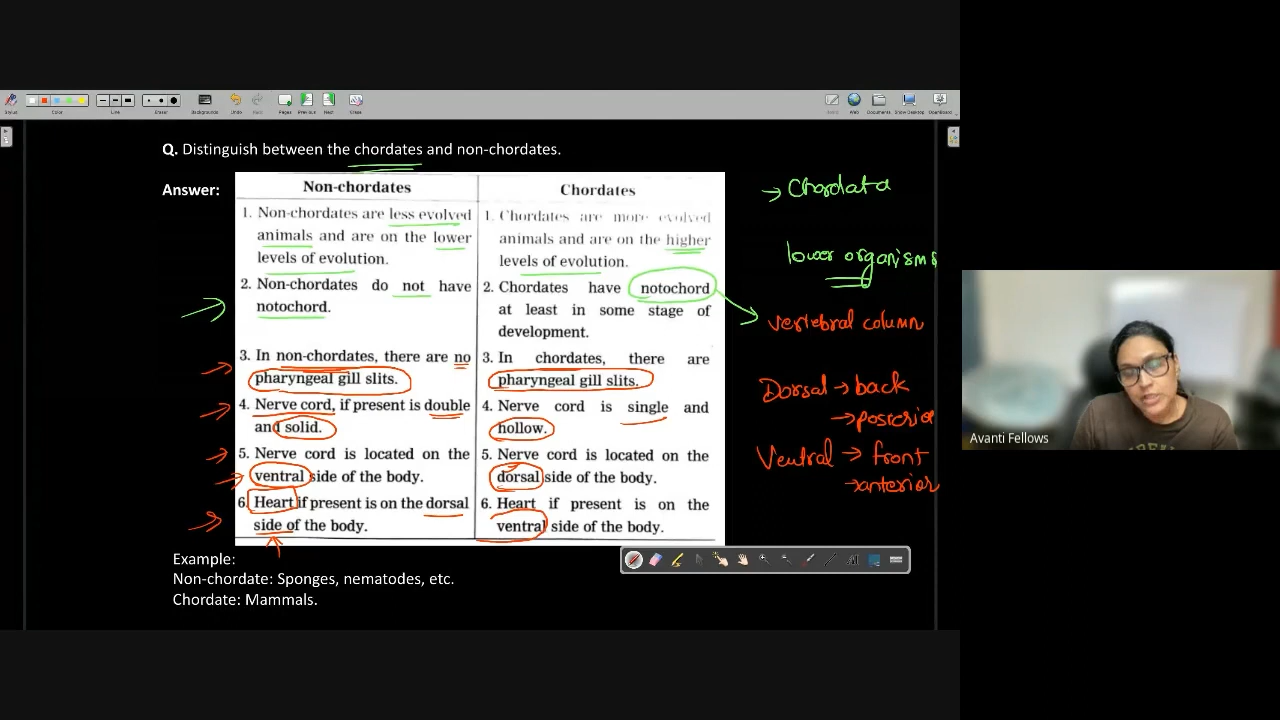 Q. Distinguish between the chordates and non-chordates.
Answer:
Non-chordates
1. Non-chordates are less evolved
animals and are on the lower
levels of evolution.
2. Non-chordates do not have
notochord.
3. In non-chordates, there are no
pharyngeal gill slits.
4. Nerve cord, if present is double
and solid.
5. Nerve cord is located on the
ventral side of the body.
6. Heart if present is on the dorsal
side of the body.
Chordates
1. Chordates are more evolved
animals and are on the higher
levels of evolution.
2. Chordates have notochord
at least in some stage of
development.
3. In chordates, there are
pharyngeal gill slits.
4. Nerve cord is single and
hollow.
5. Nerve cord is located on the
dorsal side of the body.
6. Heart if present is on the
ventral side of the body.
Example:
Non-chordate: Sponges, nematodes, etc.
Chordate: Mammals.
→ Chordata
lower organisms
vertebral column
Dorsal → back
→ posterior
Ventral → front
→ anterior
Avanti Fellows